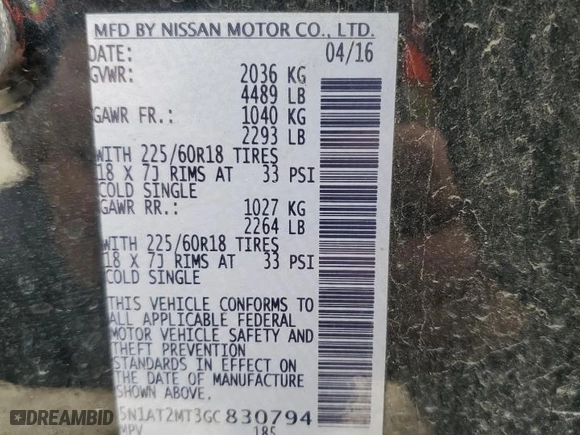 MFD BY NISSAN MOTOR CO., LTD.
DATE: 04/16
GVWR: 2036 KG
4489 LB
GAWR FR.: 1040 KG
2293 LB
WITH 225/60R18 TIRES
18 X 7J RIMS AT 33 PSI
COLD SINGLE
GAWR RR.: 1027 KG
2264 LB
WITH 225/60R18 TIRES
18 X 7J RIMS AT 33 PSI
COLD SINGLE
THIS VEHICLE CONFORMS TO
ALL APPLICABLE FEDERAL
MOTOR VEHICLE SAFETY AND
THEFT PREVENTION
STANDARDS IN EFFECT ON
THE DATE OF MANUFACTURE
SHOWN ABOVE.
5N1AT2MT3GC830794
MPV 185
DREAMBID